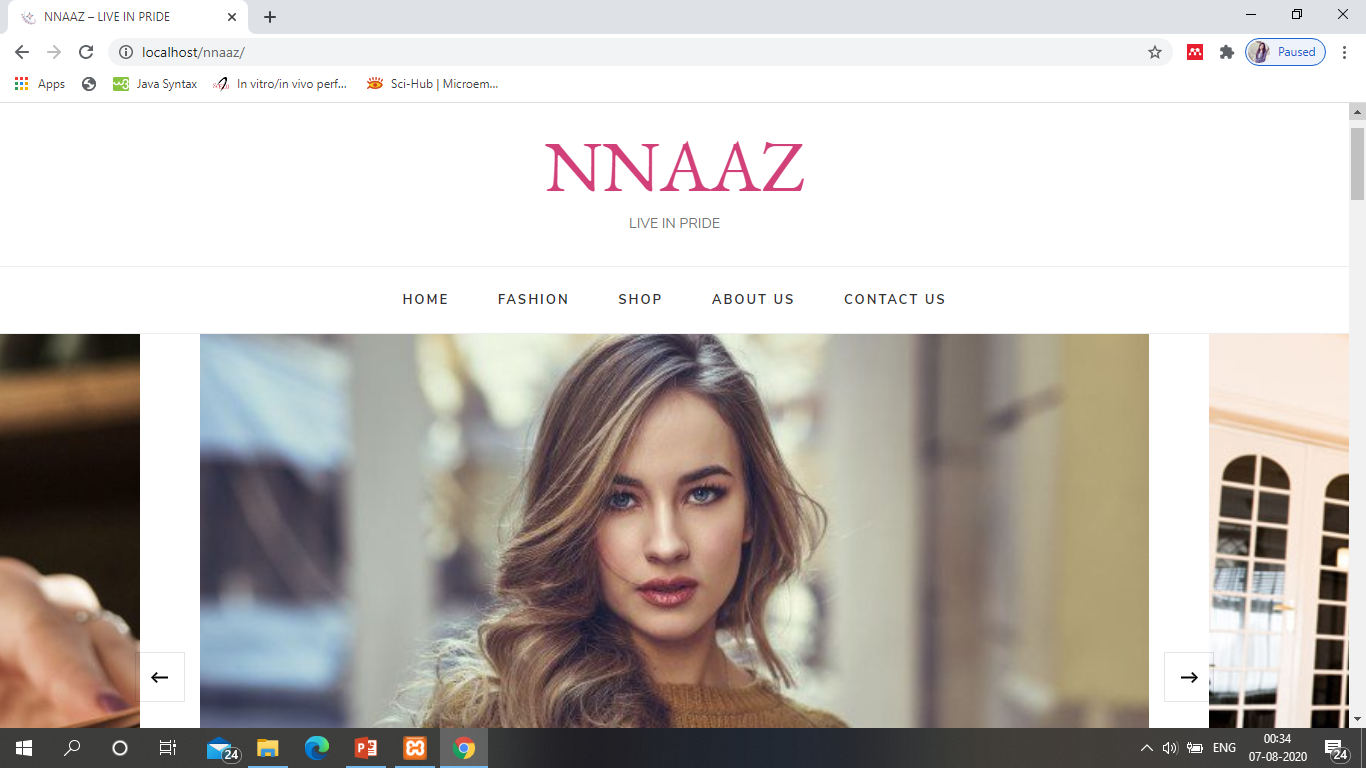 NNAAZ – LIVE IN PRIDE
localhost/nnaaz/
Paused
Apps
Java Syntax
In vitro/in vivo perf...
Sci-Hub | Microem...
NNAAZ
LIVE IN PRIDE
HOME FASHION SHOP ABOUT US CONTACT US
24
ENG
00:34
07-08-2020
24